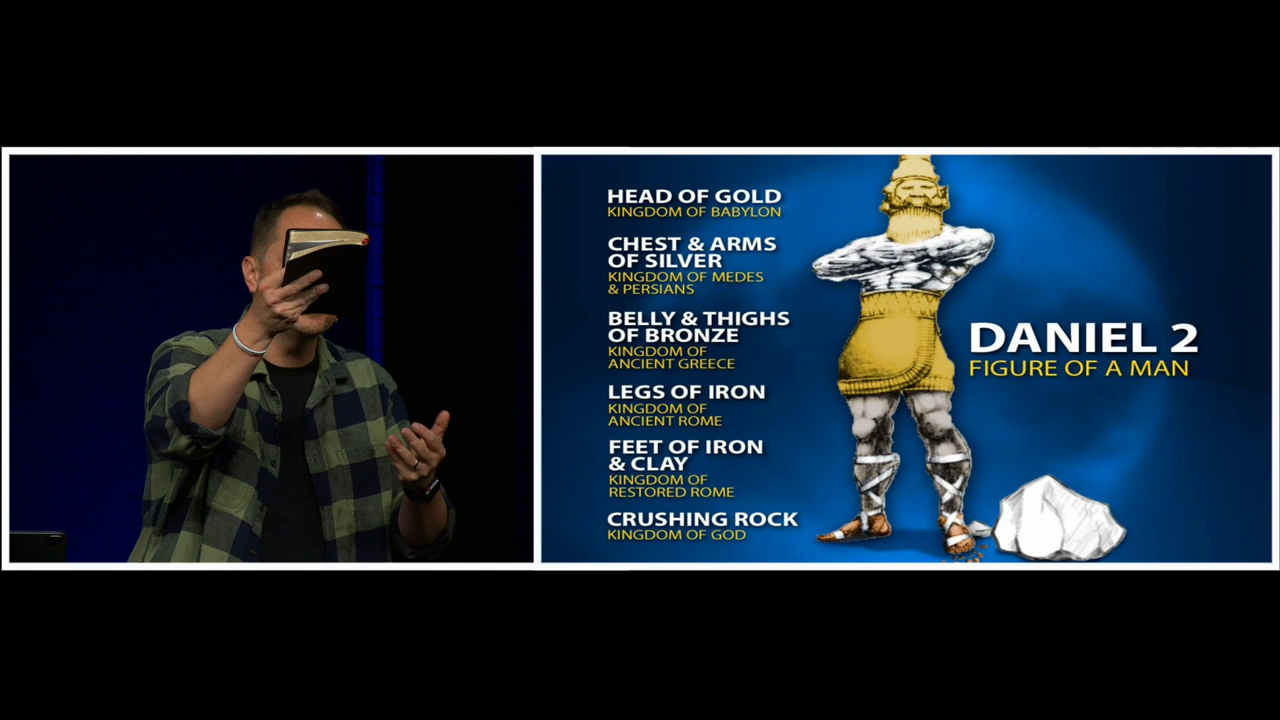 HEAD OF GOLD
KINGDOM OF BABYLON
CHEST & ARMS
OF SILVER
KINGDOM OF MEDES
& PERSIANS
BELLY & THIGHS
OF BRONZE
KINGDOM OF
ANCIENT GREECE
LEGS OF IRON
KINGDOM OF
ANCIENT ROME
FEET OF IRON
& CLAY
KINGDOM OF
RESTORED ROME
CRUSHING ROCK
KINGDOM OF GOD
DANIEL 2
FIGURE OF A MAN